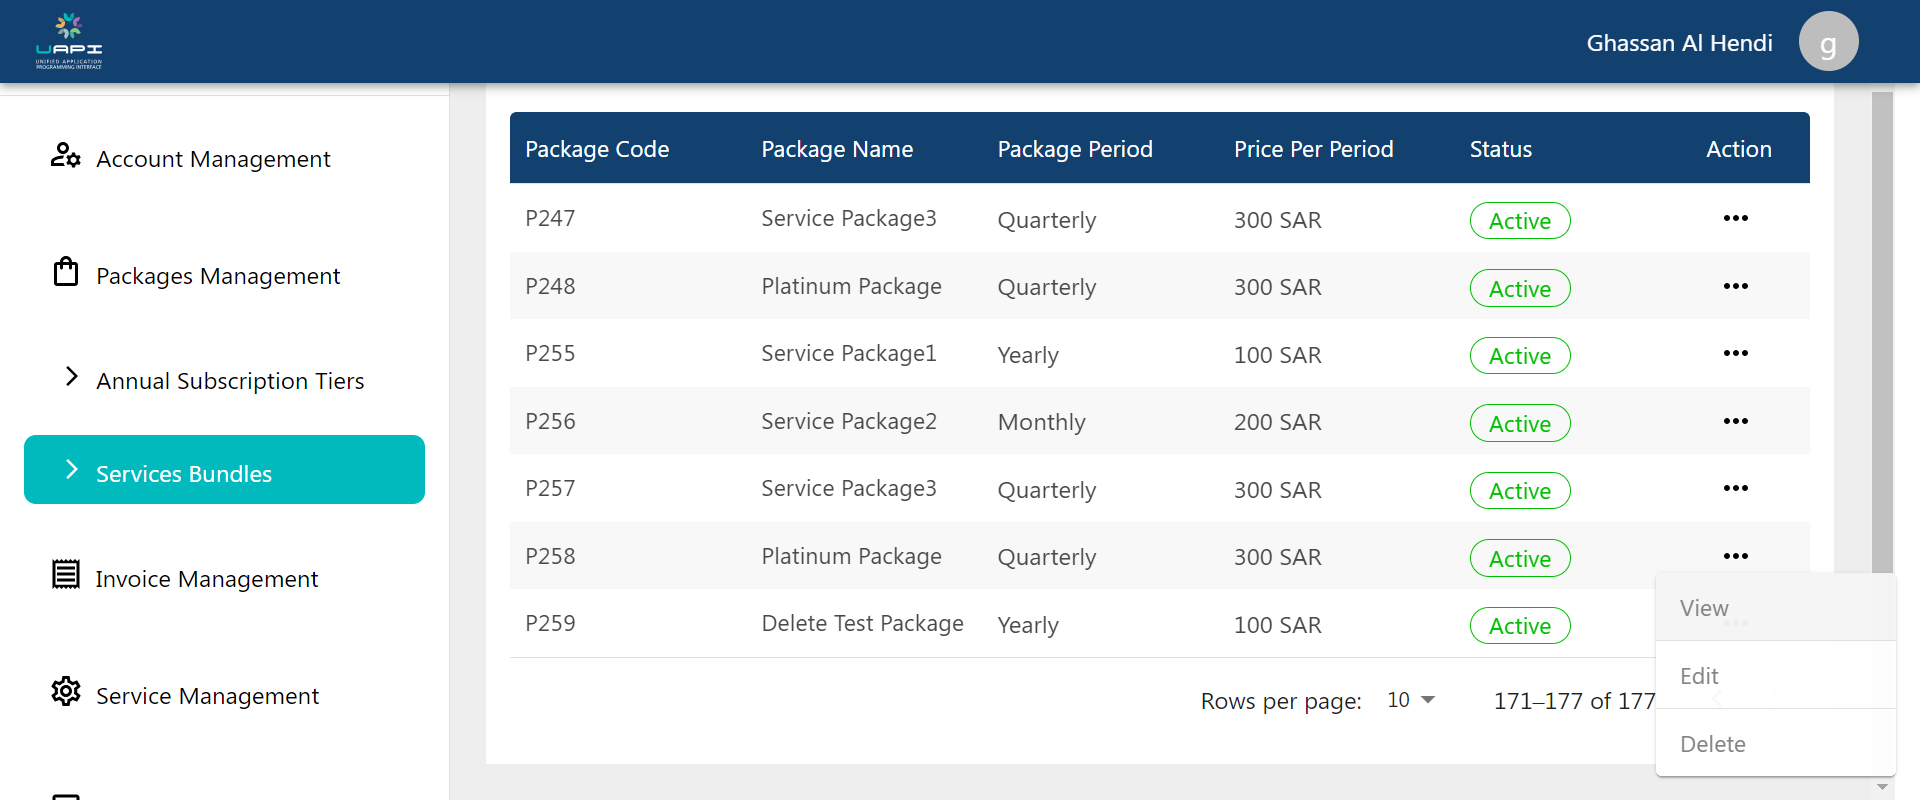 UAPI
UNIFIED APPLICATION
PROGRAMMING INTERFACE
Ghassan Al Hendi
g
Account Management
Packages Management
Annual Subscription Tiers
Services Bundles
Invoice Management
Service Management
Package Code Package Name Package Period Price Per Period Status Action
P247 Service Package3 Quarterly 300 SAR Active
P248 Platinum Package Quarterly 300 SAR Active
P255 Service Package1 Yearly 100 SAR Active
P256 Service Package2 Monthly 200 SAR Active
P257 Service Package3 Quarterly 300 SAR Active
P258 Platinum Package Quarterly 300 SAR Active
P259 Delete Test Package Yearly 100 SAR Active
Rows per page: 10 171–177 of 177
View
Edit
Delete